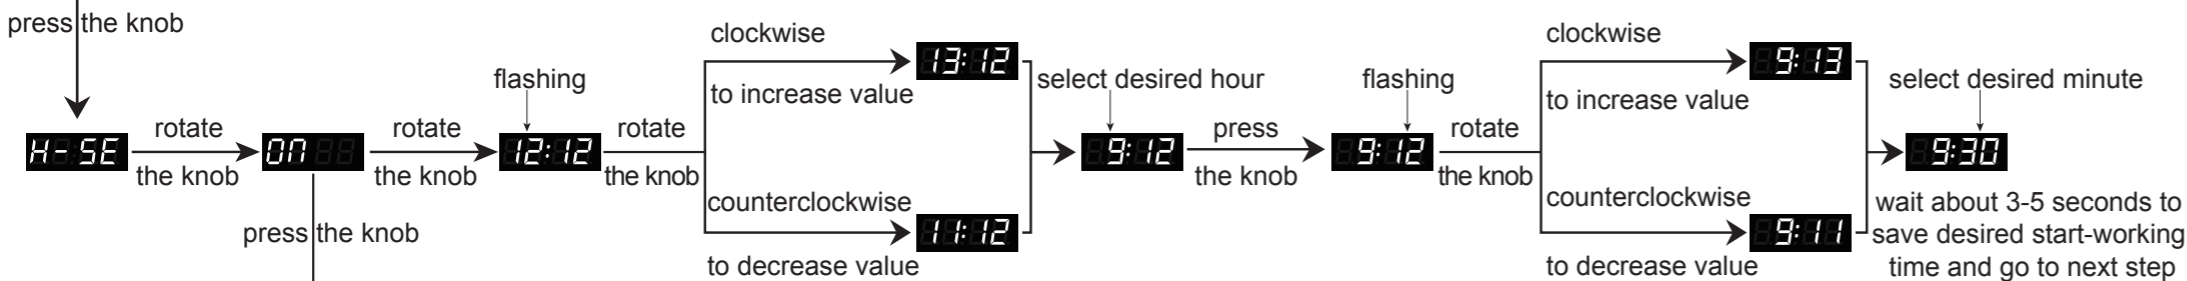 press the knob
H-SE
rotate
the knob
ON
press the knob
rotate
the knob
flashing
12:12
rotate
the knob
clockwise
to increase value
13:12
counterclockwise
to decrease value
11:12
select desired hour
9:12
press
the knob
flashing
9:12
rotate
the knob
clockwise
to increase value
9:13
counterclockwise
to decrease value
9:11
select desired minute
9:30
wait about 3-5 seconds to
save desired start-working
time and go to next step